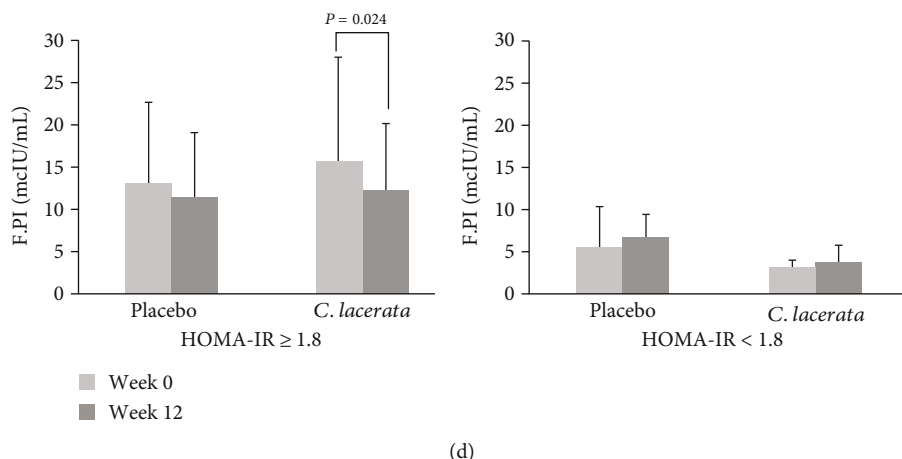 P = 0.024
30
25
20
15
10
5
0
F.PI (mcIU/mL)
Placebo
C. lacerata
HOMA-IR ≥ 1.8
30
25
20
15
10
5
0
F.PI (mcIU/mL)
Placebo
C. lacerata
HOMA-IR < 1.8
Week 0
Week 12
(d)